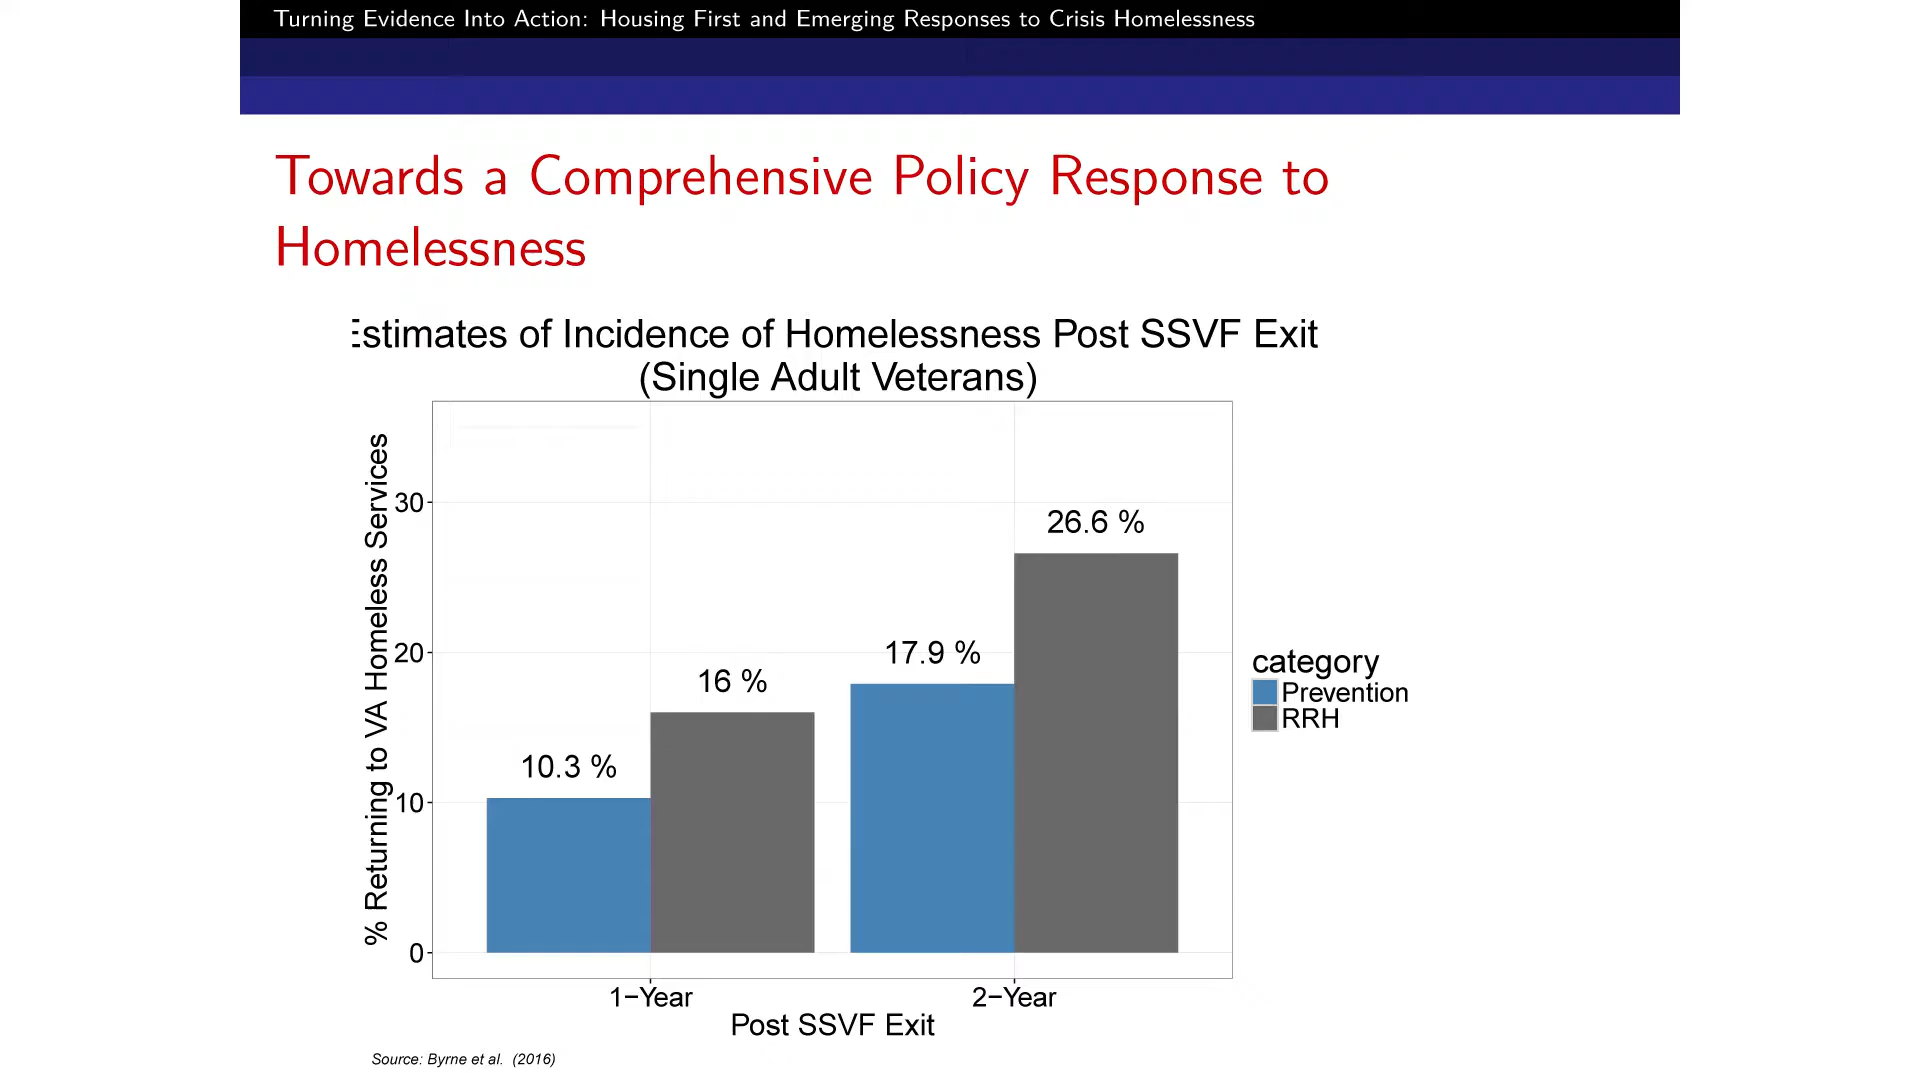 Turning Evidence Into Action: Housing First and Emerging Responses to Crisis Homelessness
Towards a Comprehensive Policy Response to
Homelessness
Estimates of Incidence of Homelessness Post SSVF Exit
(Single Adult Veterans)
% Returning to VA Homeless Services
30
20
10
0
10.3 %
16 %
17.9 %
26.6 %
1−Year
2−Year
Post SSVF Exit
category
Prevention
RRH
Source: Byrne et al. (2016)